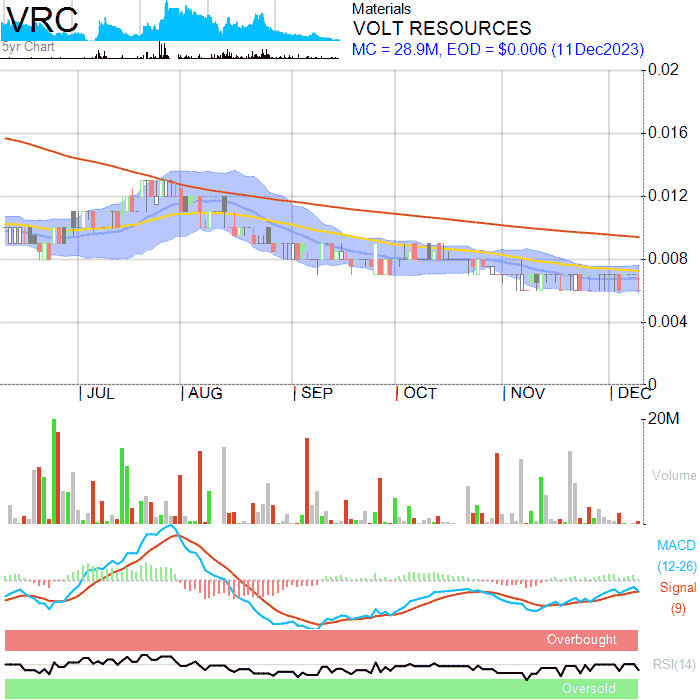 VRC
5yr Chart
Materials
VOLT RESOURCES
MC = 28.9M, EOD = $0.006 (11Dec2023)
0.02
0.016
0.012
0.008
0.004
0
JUL AUG SEP OCT NOV DEC
20M
Volume
MACD
(12-26)
Signal
(9)
Overbought
RSI(14)
Oversold